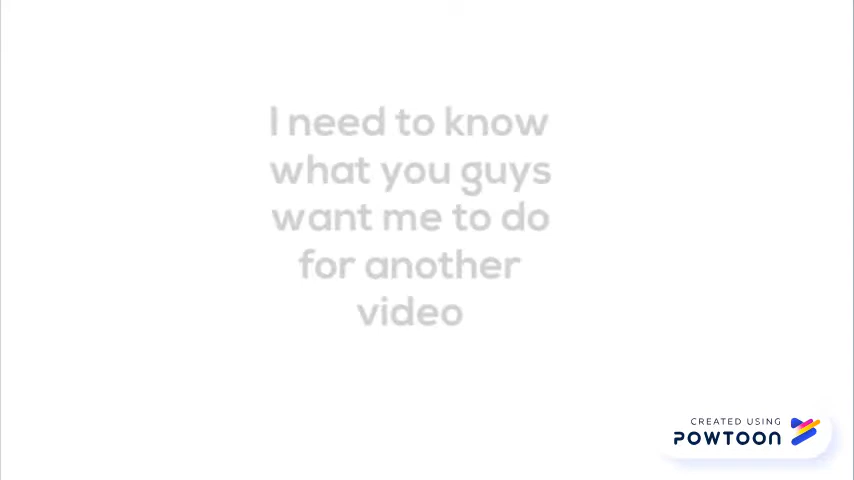 I need to know
what you guys
want me to do
for another
video
CREATED USING
POWTOON